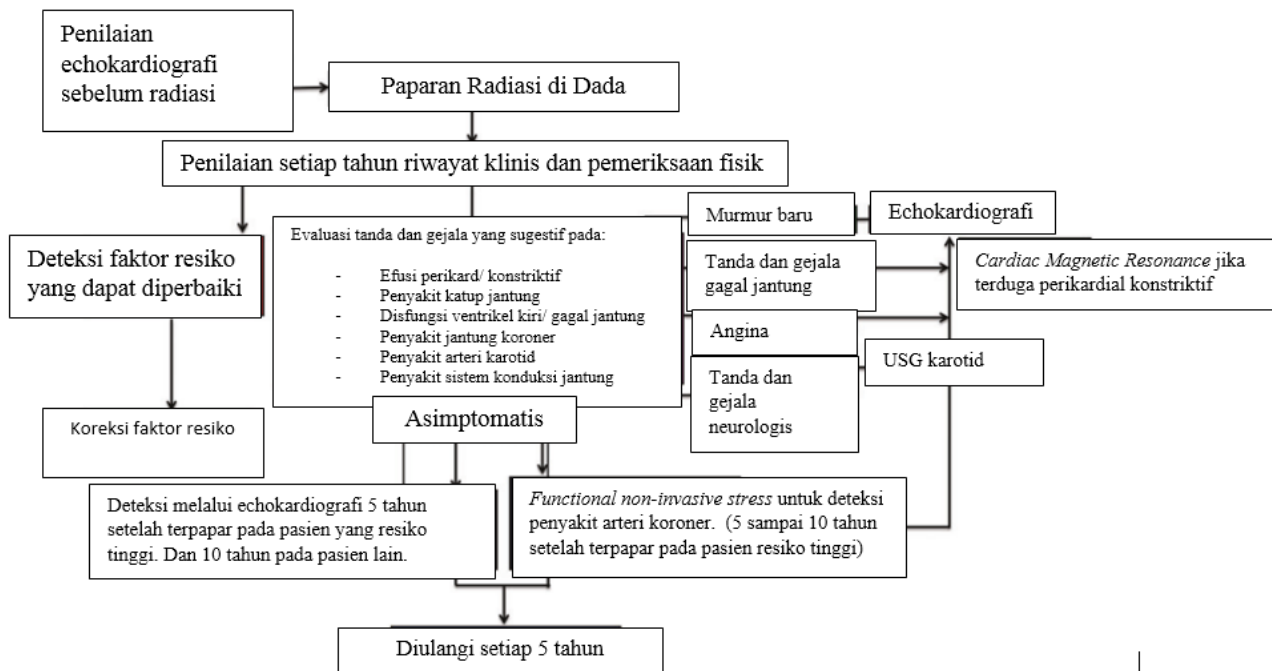 Penilaian
echokardiografi
sebelum radiasi
Paparan Radiasi di Dada
Penilaian setiap tahun riwayat klinis dan pemeriksaan fisik
Deteksi faktor resiko
yang dapat diperbaiki
Koreksi faktor resiko
Evaluasi tanda dan gejala yang sugestif pada:
- Efusi perikard/ konstriktif
- Penyakit katup jantung
- Disfungsi ventrikel kiri/ gagal jantung
- Penyakit jantung koroner
- Penyakit arteri karotid
- Penyakit sistem konduksi jantung
Murmur baru
Echokardiografi
Tanda dan gejala
gagal jantung
Cardiac Magnetic Resonance jika
terduga perikardial konstriktif
Angina
USG karotid
Tanda dan
gejala
neurologis
Asimptomatis
Deteksi melalui echokardiografi 5 tahun
setelah terpapar pada pasien yang resiko
tinggi. Dan 10 tahun pada pasien lain.
Functional non-invasive stress untuk deteksi
penyakit arteri koroner. (5 sampai 10 tahun
setelah terpapar pada pasien resiko tinggi)
Diulangi setiap 5 tahun